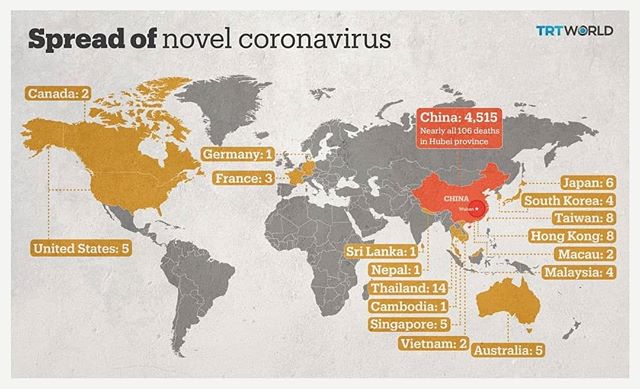 Spread of novel coronavirus
TRTWORLD
Canada: 2
China: 4,515
Nearly all 106 deaths
in Hubei province
Germany: 1
France: 3
Japan: 6
CHINA
South Korea: 4
Wuhan
Taiwan: 8
Hong Kong: 8
United States: 5
Sri Lanka: 1
Macau: 2
Nepal: 1
Malaysia: 4
Thailand: 14
Cambodia: 1
Singapore: 5
Vietnam: 2
Australia: 5